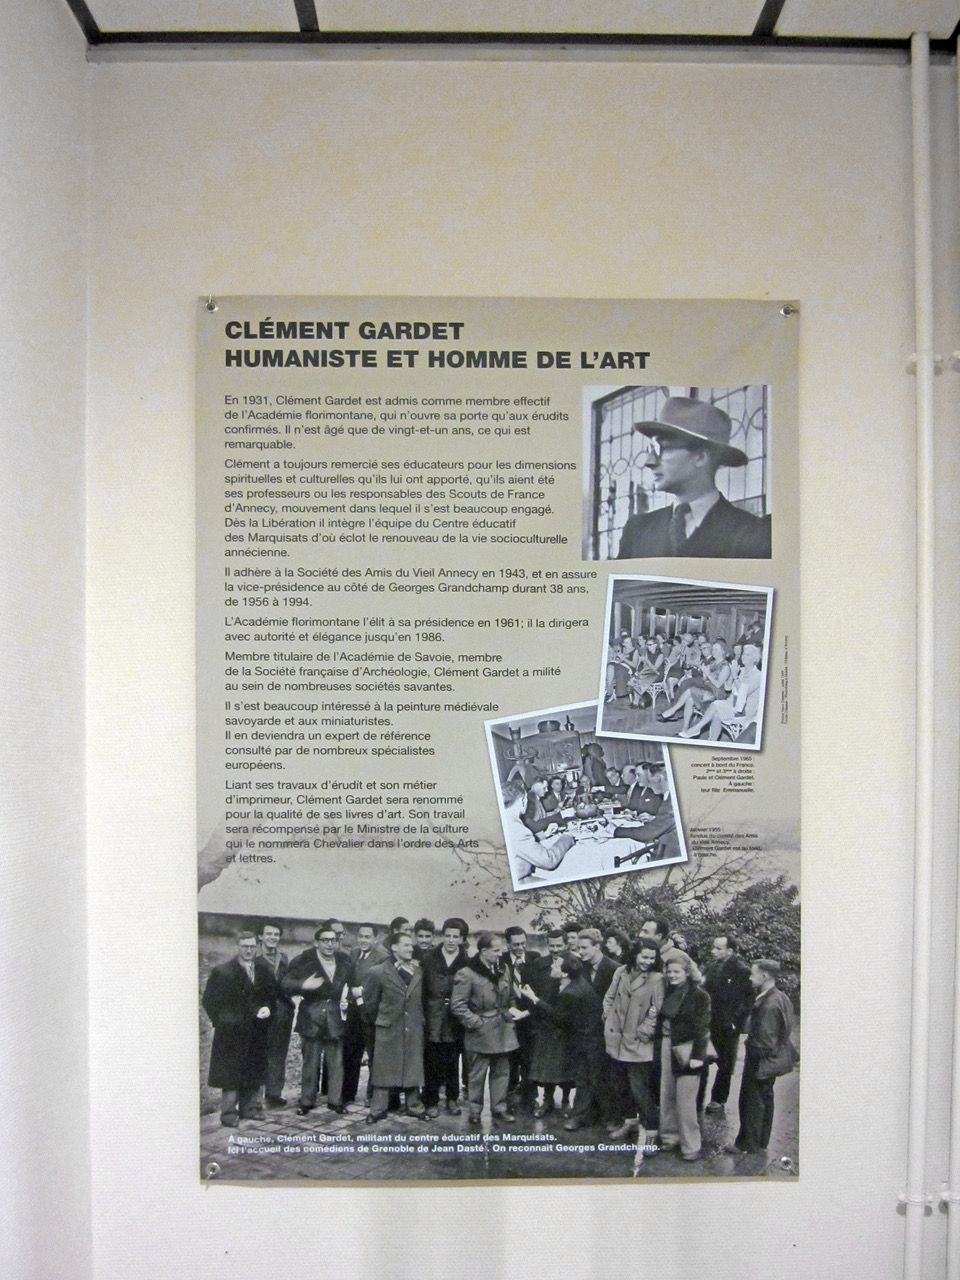 CLÉMENT GARDET
HUMANISTE ET HOMME DE L'ART
En 1931, Clément Gardet est admis comme membre effectif
de l'Académie florimontane, qui n'ouvre sa porte qu'aux érudits
confirmés. Il n'est âgé que de vingt-et-un ans, ce qui est
remarquable.
Clément a toujours remercié ses éducateurs pour les dimensions
spirituelles et culturelles qu'ils lui ont apporté, qu'ils aient été
ses professeurs ou les responsables des Scouts de France
d'Annecy, mouvement dans lequel il s'est beaucoup engagé.
Dès la Libération il intègre l'équipe du Centre éducatif
des Marquisats d'où éclot le renouveau de la vie socioculturelle
annécienne.
Il adhère à la Société des Amis du Vieil Annecy en 1943, et en assure
la vice-présidence au côté de Georges Grandchamp durant 38 ans,
de 1956 à 1994.
L'Académie florimontane l'élit à sa présidence en 1961; il la dirigera
avec autorité et élégance jusqu'en 1986.
Membre titulaire de l'Académie de Savoie, membre
de la Société française d'Archéologie, Clément Gardet a milité
au sein de nombreuses sociétés savantes.
Il s'est beaucoup intéressé à la peinture médiévale
savoyarde et aux miniaturistes.
Il en deviendra un expert de référence
consulté par de nombreux spécialistes
européens.
Liant ses travaux d'érudit et son métier
d'imprimeur, Clément Gardet sera renommé
pour la qualité de ses livres d'art. Son travail
sera récompensé par le Ministre de la culture
qui le nommera Chevalier dans l'ordre des Arts
et lettres.
Septembre 1965 :
concert à bord du France.
2ème et 3ème à droite :
Paule et Clément Gardet.
À gauche :
leur fille Emmanuelle.
Janvier 1955 :
réunion du comité des Amis
du Vieil Annecy.
Clément Gardet est au fond,
à gauche.
À gauche, Clément Gardet, militant du centre éducatif des Marquisats.
Ici l'accueil des comédiens de Grenoble de Jean Dasté. On reconnaît Georges Grandchamp.